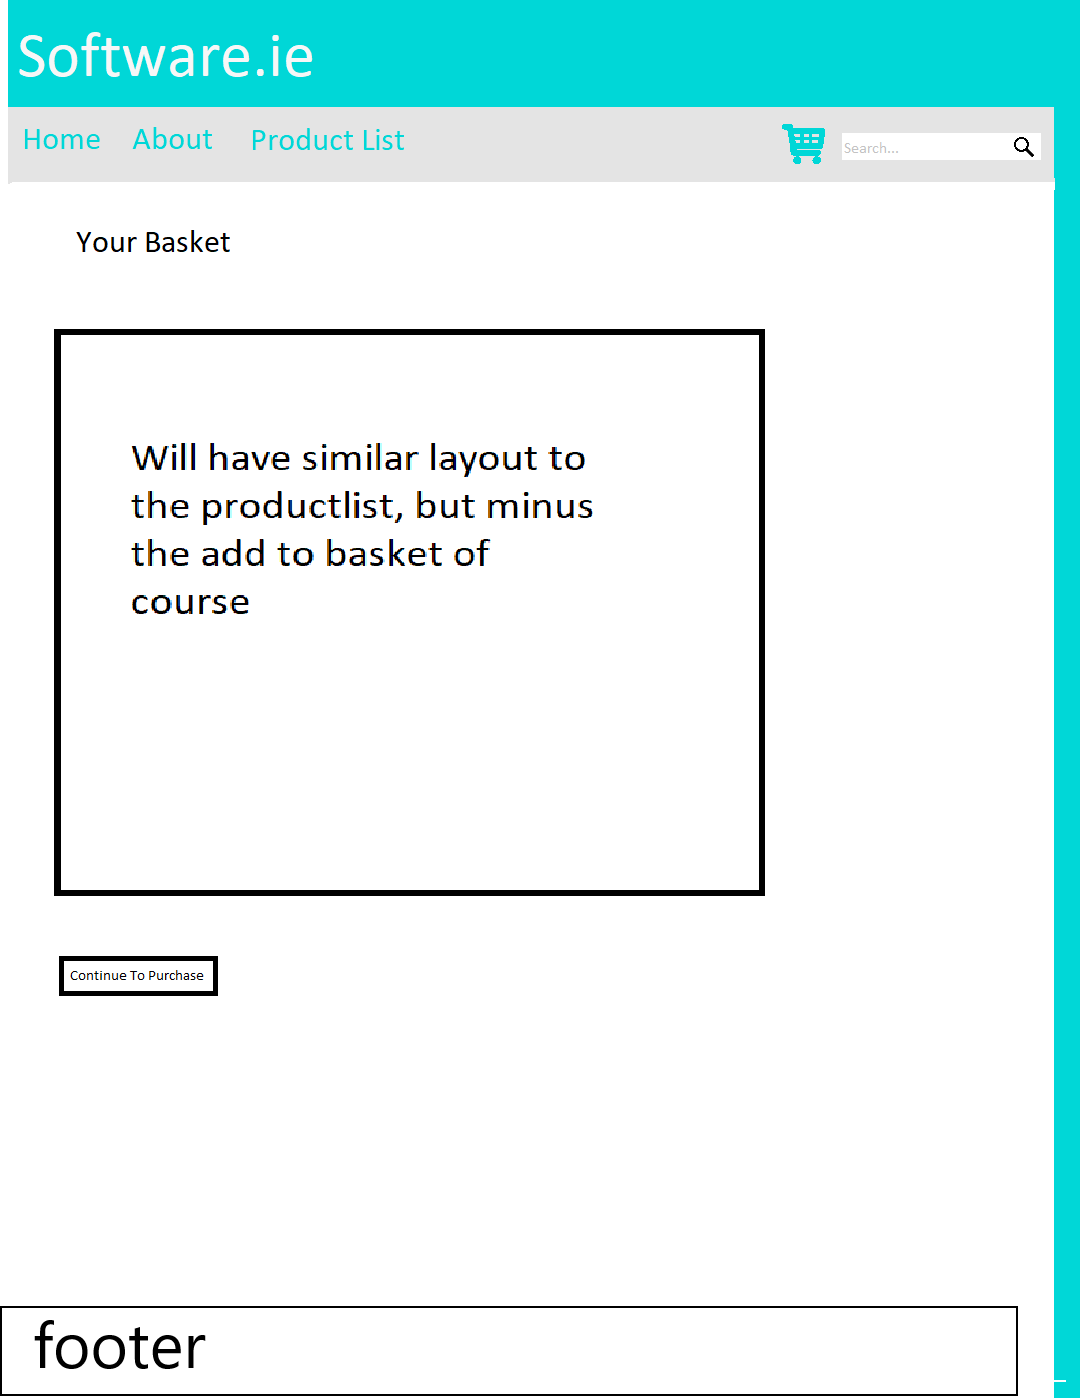 Software.ie
Home About Product List Search...
Your Basket
Will have similar layout to
the productlist, but minus
the add to basket of
course
Continue To Purchase
footer